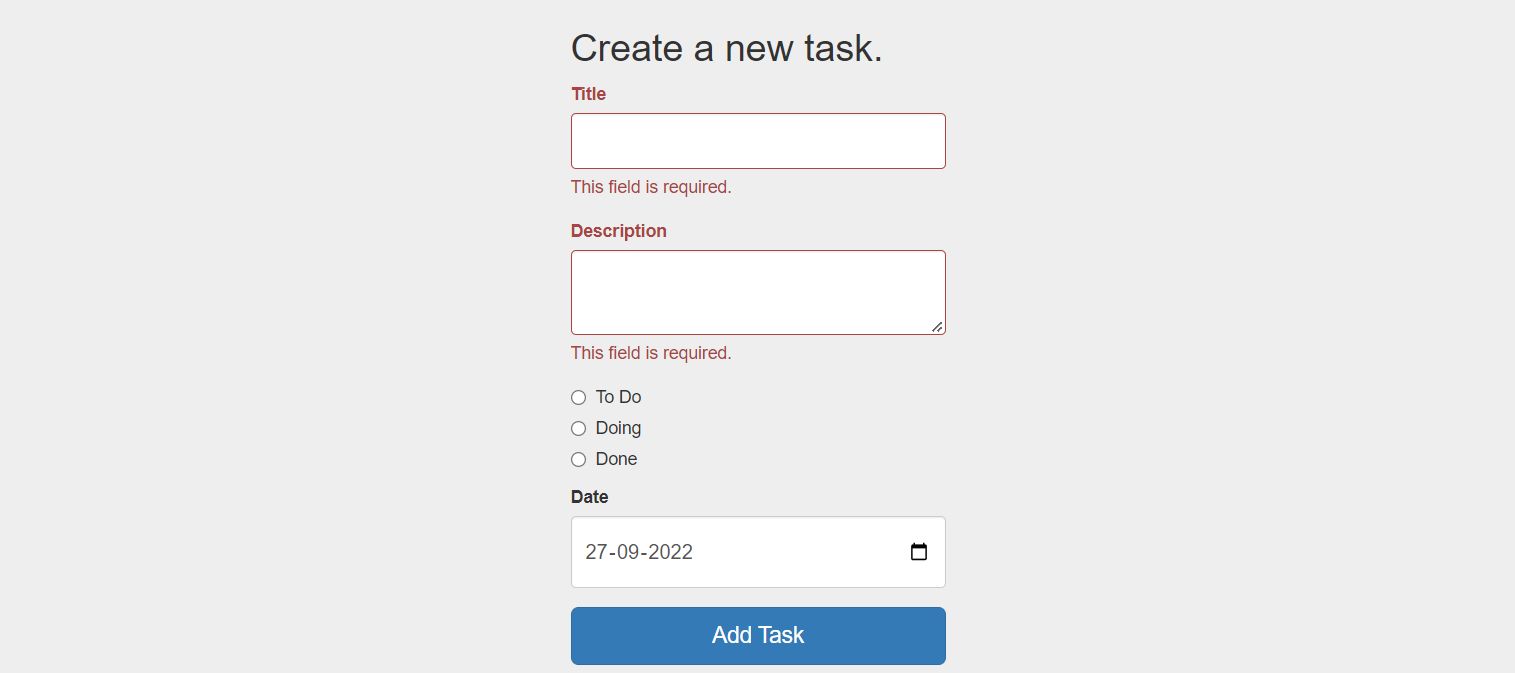 Create a new task.
Title
This field is required.
Description
This field is required.
To Do
Doing
Done
Date
27-09-2022
Add Task